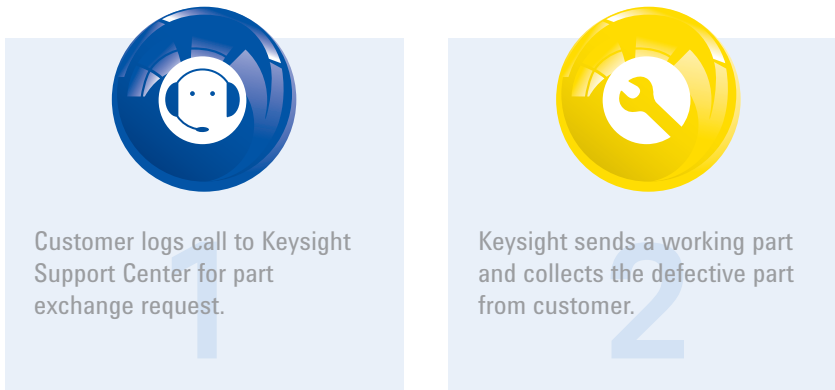 Customer logs call to Keysight
Support Center for part
exchange request.
1
Keysight sends a working part
and collects the defective part
from customer.
2